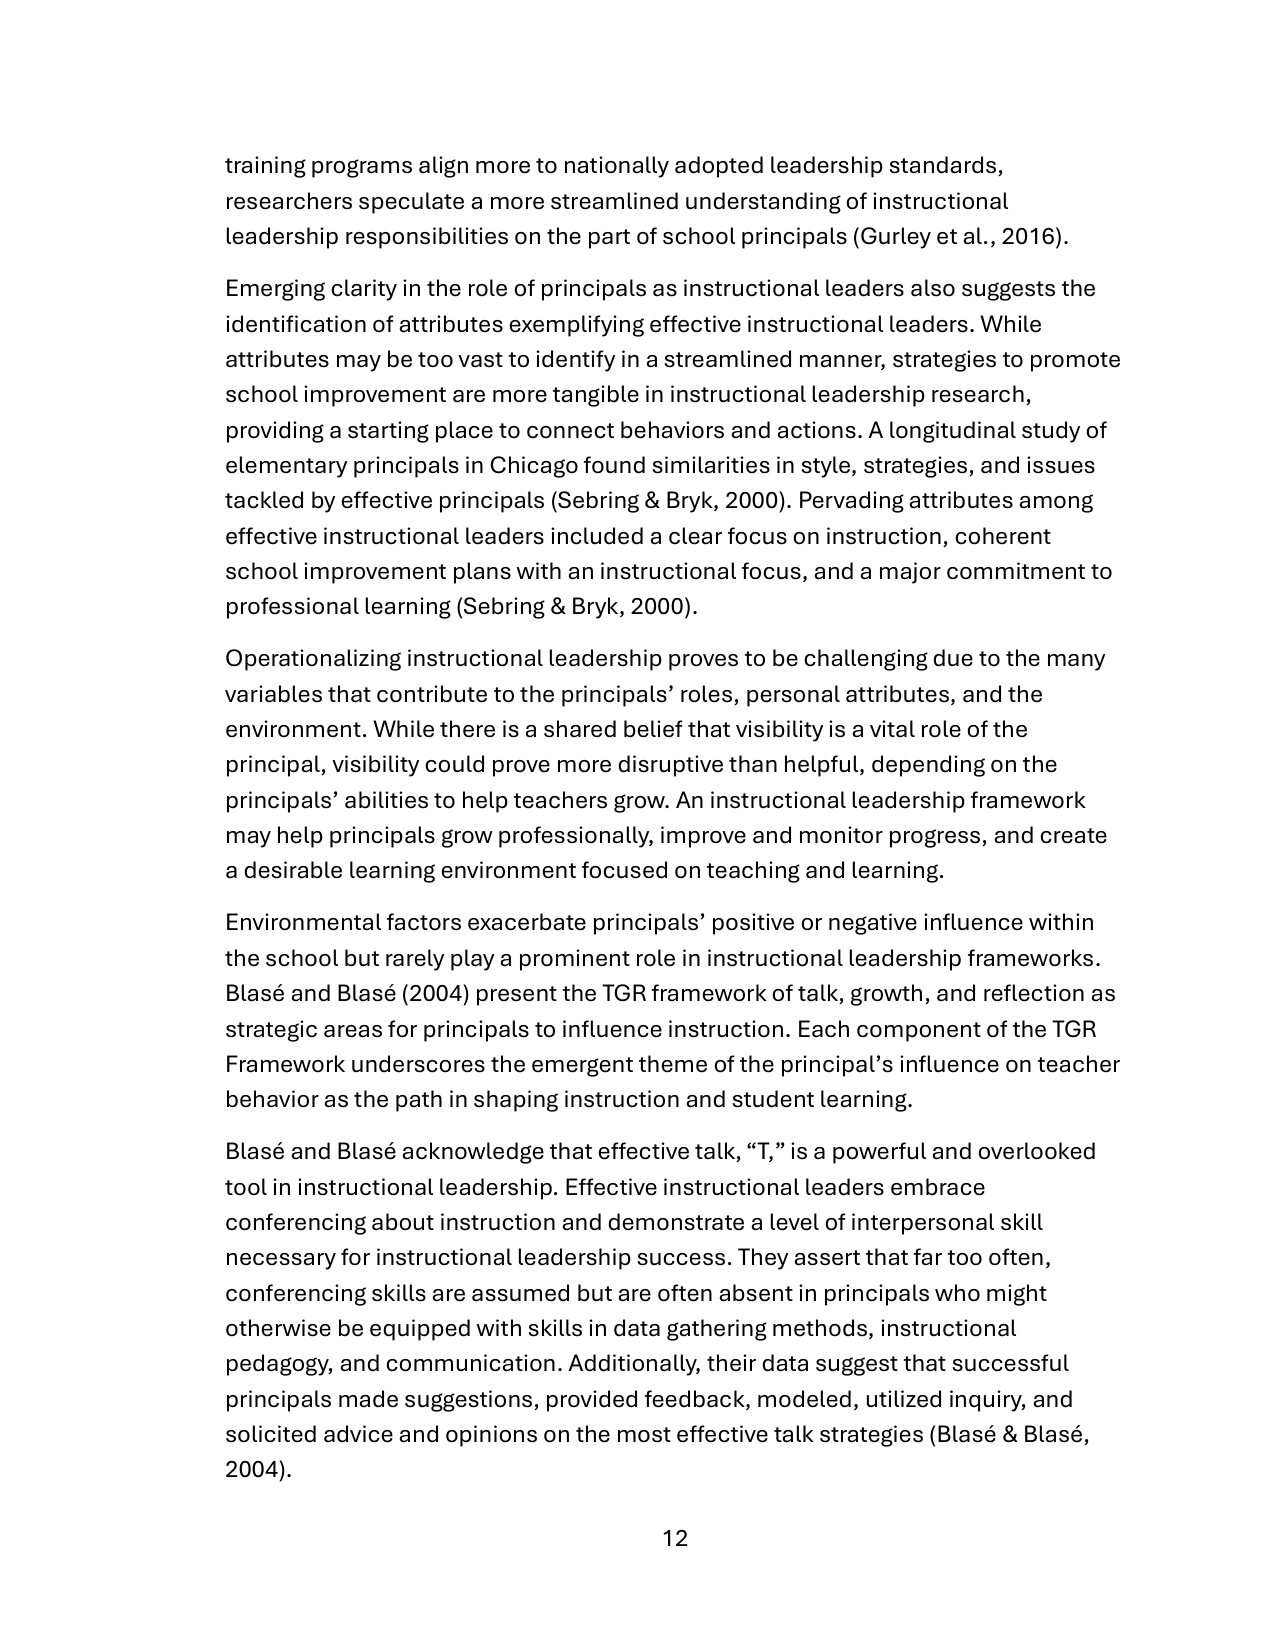 training programs align more to nationally adopted leadership standards,
researchers speculate a more streamlined understanding of instructional
leadership responsibilities on the part of school principals (Gurley et al., 2016).
Emerging clarity in the role of principals as instructional leaders also suggests the
identification of attributes exemplifying effective instructional leaders. While
attributes may be too vast to identify in a streamlined manner, strategies to promote
school improvement are more tangible in instructional leadership research,
providing a starting place to connect behaviors and actions. A longitudinal study of
elementary principals in Chicago found similarities in style, strategies, and issues
tackled by effective principals (Sebring & Bryk, 2000). Pervading attributes among
effective instructional leaders included a clear focus on instruction, coherent
school improvement plans with an instructional focus, and a major commitment to
professional learning (Sebring & Bryk, 2000).
Operationalizing instructional leadership proves to be challenging due to the many
variables that contribute to the principals’ roles, personal attributes, and the
environment. While there is a shared belief that visibility is a vital role of the
principal, visibility could prove more disruptive than helpful, depending on the
principals’ abilities to help teachers grow. An instructional leadership framework
may help principals grow professionally, improve and monitor progress, and create
a desirable learning environment focused on teaching and learning.
Environmental factors exacerbate principals’ positive or negative influence within
the school but rarely play a prominent role in instructional leadership frameworks.
Blasé and Blasé (2004) present the TGR framework of talk, growth, and reflection as
strategic areas for principals to influence instruction. Each component of the TGR
Framework underscores the emergent theme of the principal’s influence on teacher
behavior as the path in shaping instruction and student learning.
Blasé and Blasé acknowledge that effective talk, “T,” is a powerful and overlooked
tool in instructional leadership. Effective instructional leaders embrace
conferencing about instruction and demonstrate a level of interpersonal skill
necessary for instructional leadership success. They assert that far too often,
conferencing skills are assumed but are often absent in principals who might
otherwise be equipped with skills in data gathering methods, instructional
pedagogy, and communication. Additionally, their data suggest that successful
principals made suggestions, provided feedback, modeled, utilized inquiry, and
solicited advice and opinions on the most effective talk strategies (Blasé & Blasé,
2004).
12